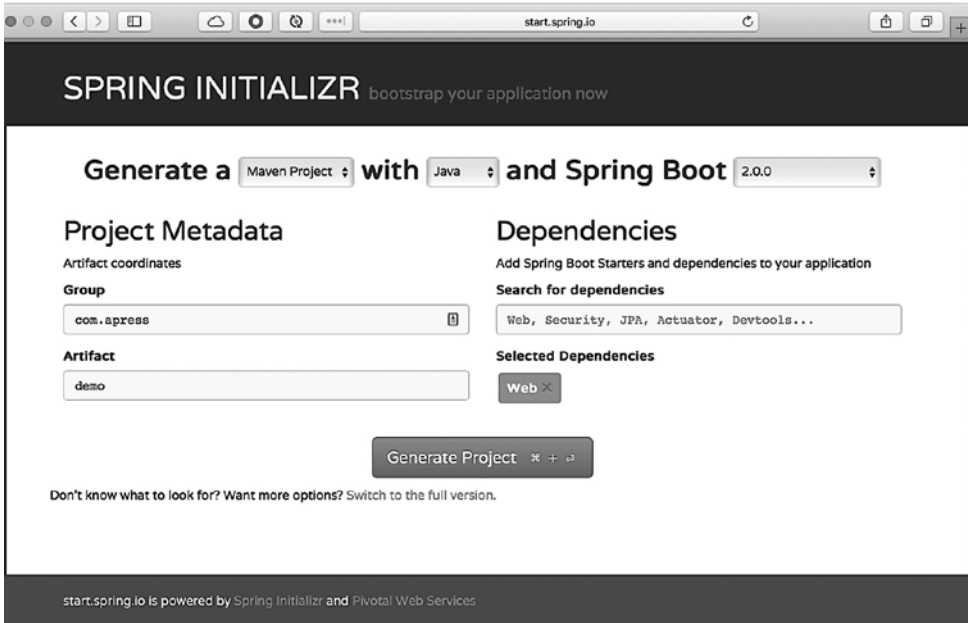 start.spring.io
SPRING INITIALIZR bootstrap your application now
Generate a Maven Project with Java and Spring Boot 2.0.0
Project Metadata
Artifact coordinates
Group
com.apress
Artifact
demo
Dependencies
Add Spring Boot Starters and dependencies to your application
Search for dependencies
Web, Security, JPA, Actuator, Devtools...
Selected Dependencies
Web ×
Generate Project ⌘ + ⏎
Don't know what to look for? Want more options? Switch to the full version.
start.spring.io is powered by Spring Initializr and Pivotal Web Services